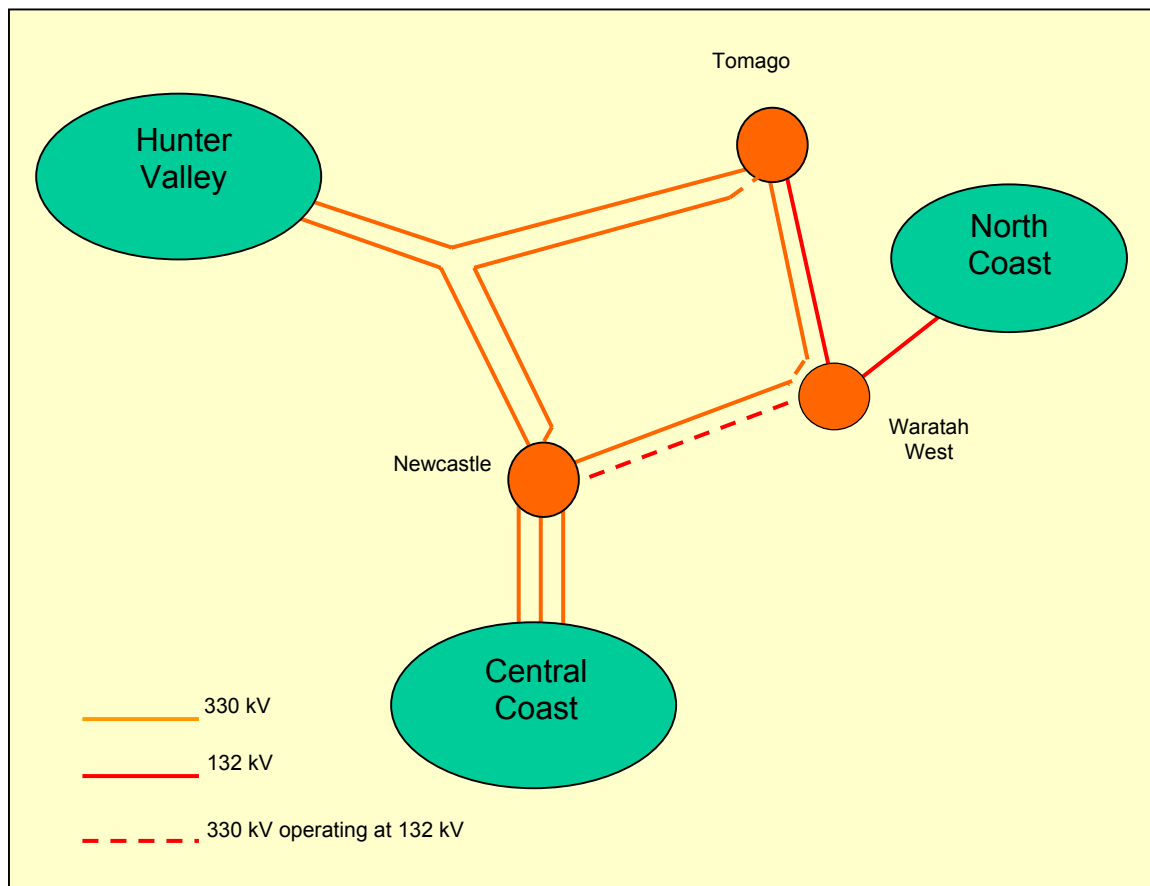 Tomago
Hunter
Valley
North
Coast
Waratah
West
Newcastle
Central
Coast
330 kV
132 kV
330 kV operating at 132 kV